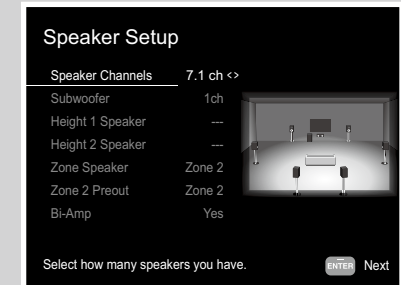 Speaker Setup
Speaker Channels 7.1 ch <>
Subwoofer 1ch
Height 1 Speaker ---
Height 2 Speaker ---
Zone Speaker Zone 2
Zone 2 Preout Zone 2
Bi-Amp Yes
Select how many speakers you have. ENTER Next